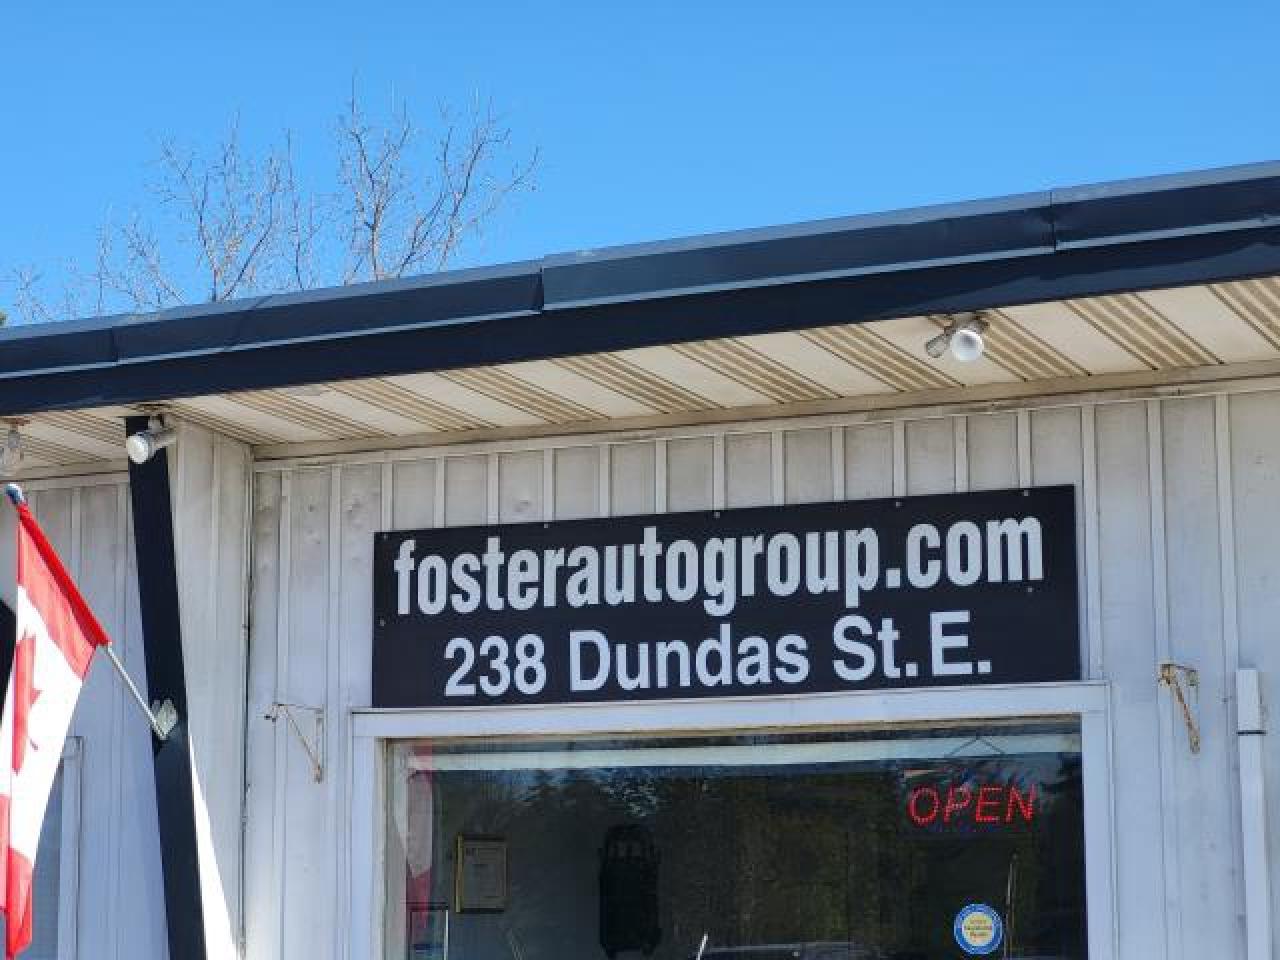 fosterautogroup.com
238 Dundas St. E.
OPEN